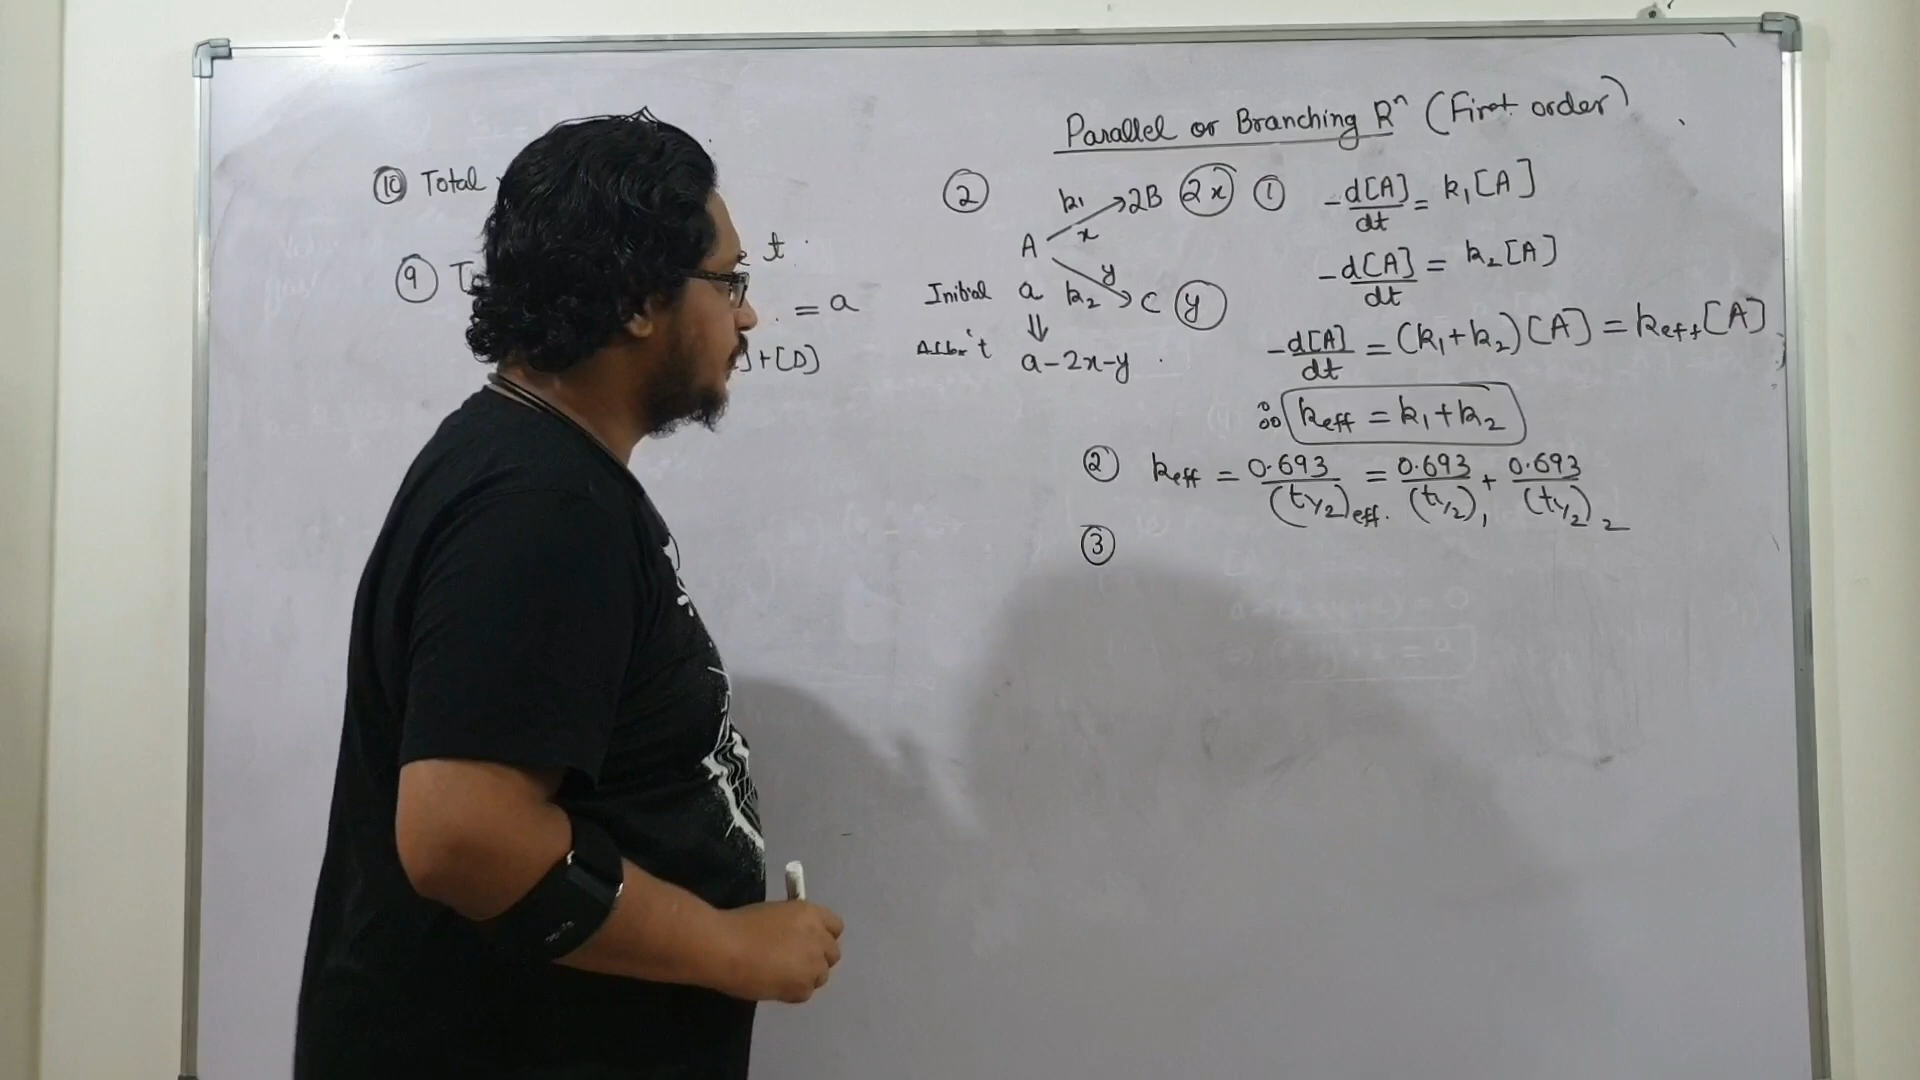 Parallel or Branching Rⁿ (First order)
⑩ Total
⑨
t
= a
]+[D]
② A
k₁ x → 2B (2x)
k₂ y → C (y)
Initial a
⇓
After 't a-2x-y
① -d[A]/dt = k₁[A]
-d[A]/dt = k₂[A]
-d[A]/dt = (k₁+k₂)[A] = keff[A]
∴ keff = k₁+k₂
② keff = 0.693/(t½)eff. = 0.693/(t½)₁ + 0.693/(t½)₂
③